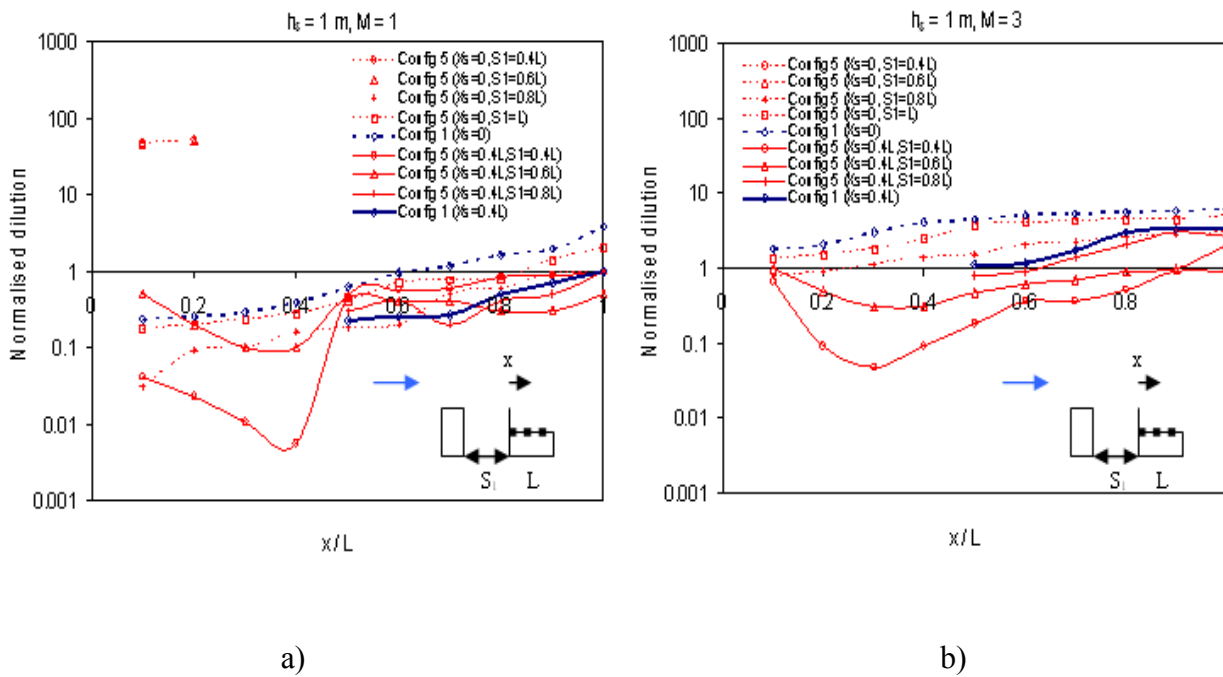 hs = 1 m, M = 1
1000
100
10
1
0.1
0.01
0.001
Normalised dilution
Config 5 (Xs=0,S1=0.4L)
Config 5 (Xs=0,S1=0.6L)
Config 5 (Xs=0,S1=0.8L)
Config 5 (Xs=0,S1=L)
Config 1 (Xs=0)
Config 5 (Xs=0.4L,S1=0.4L)
Config 5 (Xs=0.4L,S1=0.6L)
Config 5 (Xs=0.4L,S1=0.8L)
Config 1 (Xs=0.4L)
0 0.2 0.4 0.6 0.8 1
x
S1 L
x / L
a)
hs = 1 m, M = 3
1000
100
10
1
0.1
0.01
0.001
Normalised dilution
Config 5 (Xs=0,S1=0.4L)
Config 5 (Xs=0,S1=0.6L)
Config 5 (Xs=0,S1=0.8L)
Config 5 (Xs=0,S1=L)
Config 1 (Xs=0)
Config 5 (Xs=0.4L,S1=0.4L)
Config 5 (Xs=0.4L,S1=0.6L)
Config 5 (Xs=0.4L,S1=0.8L)
Config 1 (Xs=0.4L)
0 0.2 0.4 0.6 0.8
x
S1 L
x / L
b)